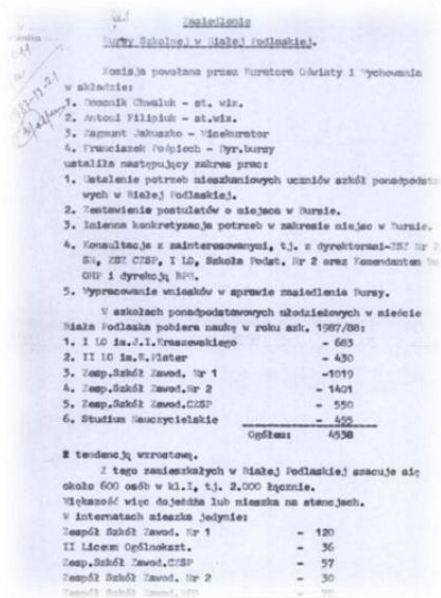 Zasiedlenie
Bursy Szkolnej w Białej Podlaskiej.
Komisja powołana przez Kuratora Oświaty i Wychowania
w składzie:
1. Dominik Chwaluk - st. wiz.
2. Antoni Filipiuk - st. wiz.
3. Zygmunt Jakuszko - Wicekurator
4. Franciszek Pośpiech - Dyr.bursy
ustaliła następujący zakres prac:
1. Ustalenie potrzeb mieszkaniowych uczniów szkół ponadpodsta
wych w Białej Podlaskiej.
2. Zestawienie postulatów o miejsca w Bursie.
3. Imienna konkretyzacja potrzeb w zakresie miejsc w Bursie.
4. Konsultacja z zainteresowanymi, tj. z dyrektorami ZSZ Nr 2
SN, ZSZ CZSP, I LO, Szkoła Podst. Nr 2 oraz Komendantem
OHP i dyrekcją
5. Wypracowanie wniosków w sprawie zasiedlenia Bursy.
W szkołach ponadpodstawowych młodzieżowych w mieście
Biała Podlaska pobiera naukę w roku szk. 1987/88:
1. I LO im.J.I.Kraszewskiego - 683
2. II LO im.E.Plater - 430
3. Zesp.Szkół Zawod. Nr 1 -1019
4. Zesp.Szkół Zawod.Nr 2 - 1401
5. Zesp.Szkół Zawod.CZSP - 550
6. Studium Nauczycielskie - 455
Ogółem: 4538
Z tendencją wzrostową.
Z tego zamieszkałych w Białej Podlaskiej szacuje się
około 600 osób w kl.I, tj. 2.000 łącznie.
Większość więc dojeżdża lub mieszka na stancjach.
W internatach mieszka jedynie:
Zespół Szkół Zawod. Nr 1 - 120
II Liceum Ogólnokszt. - 36
Zesp.Szkół Zawod.CZSP - 57
Zespół Szkół Zawod. Nr 2 - 30
Zespół Szkół Zawod. - 70